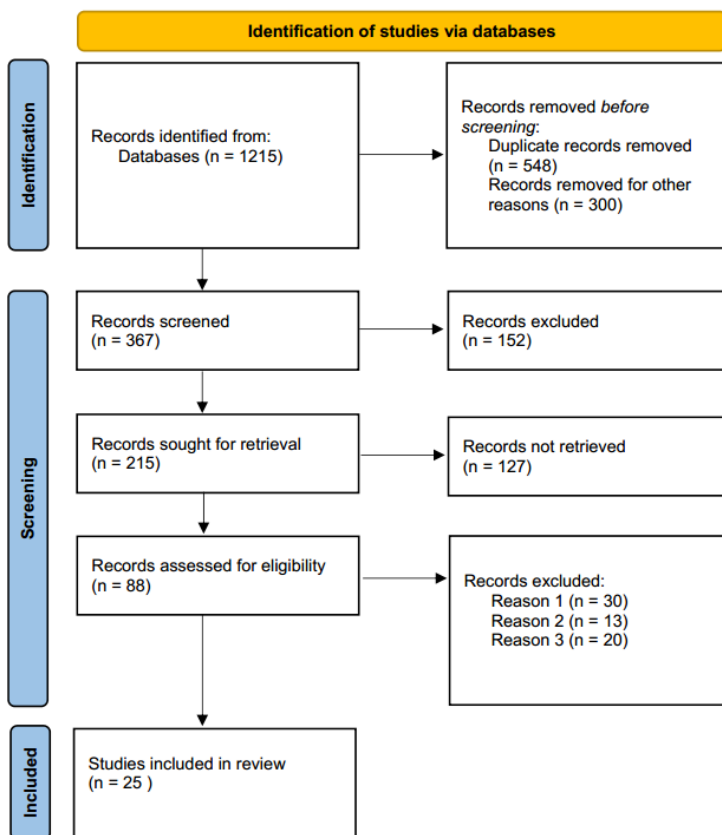 Identification of studies via databases
Identification
Records identified from:
Databases (n = 1215)
Records removed before
screening:
Duplicate records removed
(n = 548)
Records removed for other
reasons (n = 300)
Screening
Records screened
(n = 367)
Records excluded
(n = 152)
Records sought for retrieval
(n = 215)
Records not retrieved
(n = 127)
Records assessed for eligibility
(n = 88)
Records excluded:
Reason 1 (n = 30)
Reason 2 (n = 13)
Reason 3 (n = 20)
Included
Studies included in review
(n = 25 )